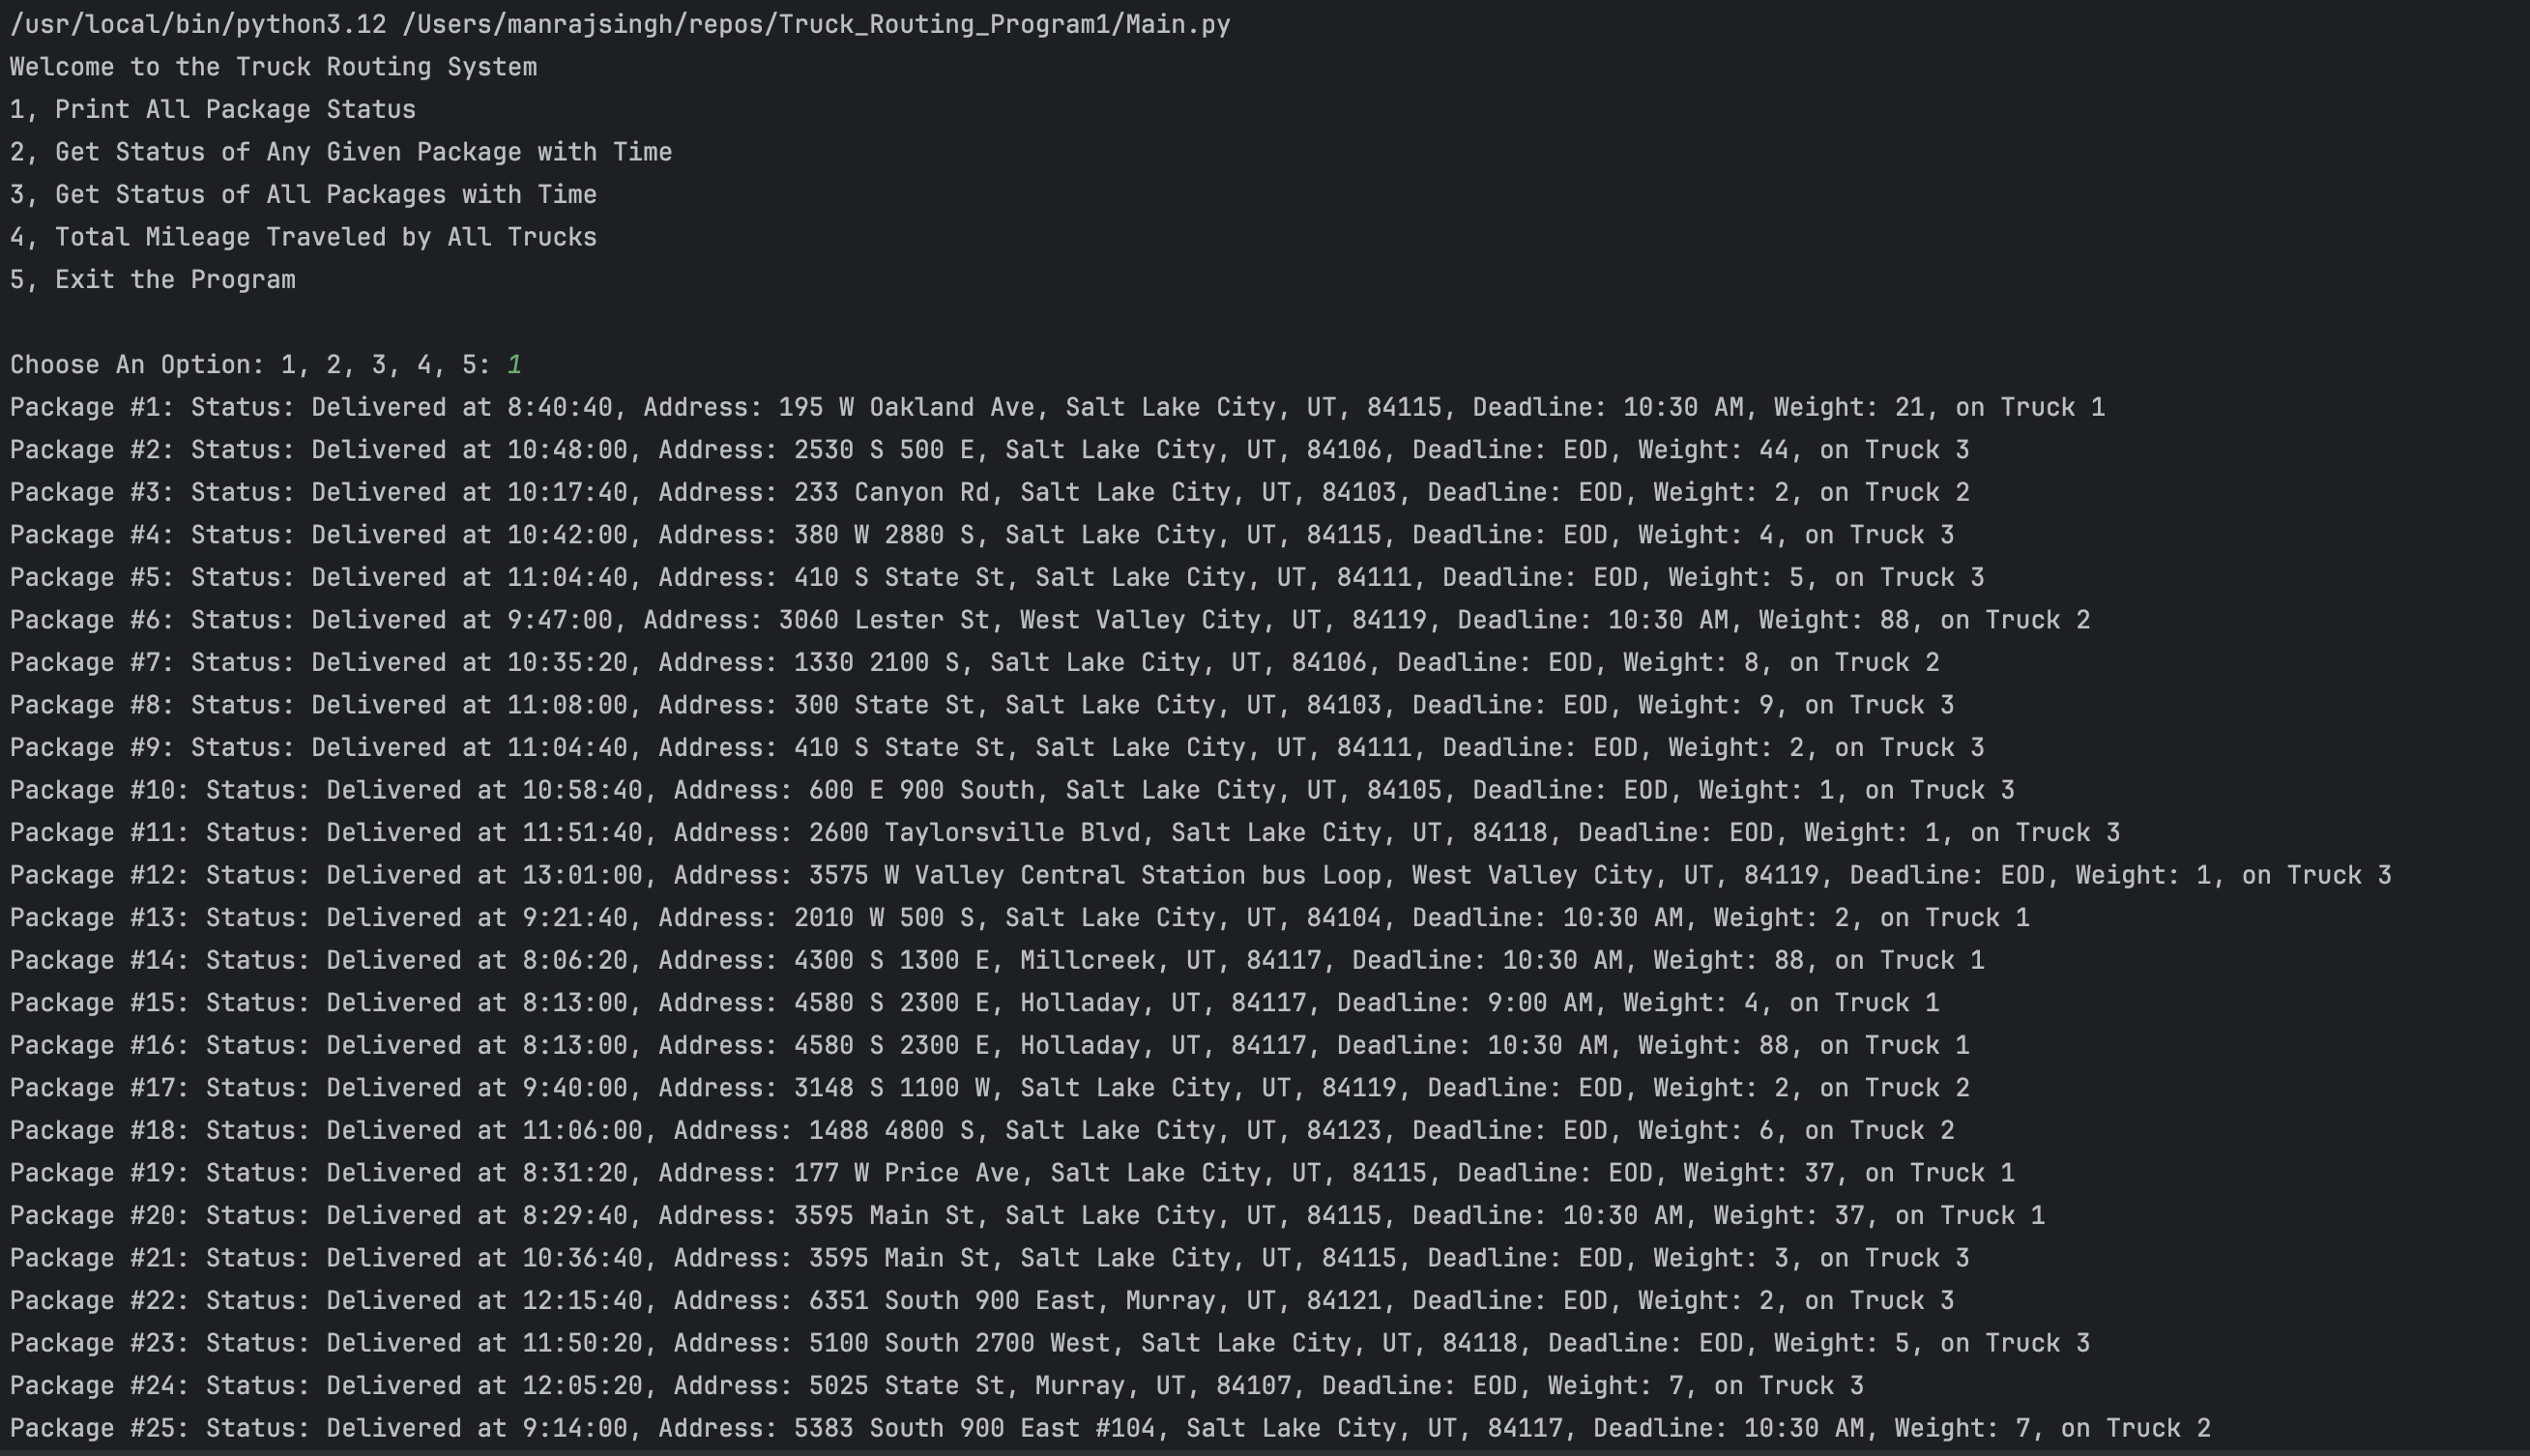 /usr/local/bin/python3.12 /Users/manrajsingh/repos/Truck_Routing_Program1/Main.py
Welcome to the Truck Routing System
1, Print All Package Status
2, Get Status of Any Given Package with Time
3, Get Status of All Packages with Time
4, Total Mileage Traveled by All Trucks
5, Exit the Program
Choose An Option: 1, 2, 3, 4, 5: 1
Package #1: Status: Delivered at 8:40:40, Address: 195 W Oakland Ave, Salt Lake City, UT, 84115, Deadline: 10:30 AM, Weight: 21, on Truck 1
Package #2: Status: Delivered at 10:48:00, Address: 2530 S 500 E, Salt Lake City, UT, 84106, Deadline: EOD, Weight: 44, on Truck 3
Package #3: Status: Delivered at 10:17:40, Address: 233 Canyon Rd, Salt Lake City, UT, 84103, Deadline: EOD, Weight: 2, on Truck 2
Package #4: Status: Delivered at 10:42:00, Address: 380 W 2880 S, Salt Lake City, UT, 84115, Deadline: EOD, Weight: 4, on Truck 3
Package #5: Status: Delivered at 11:04:40, Address: 410 S State St, Salt Lake City, UT, 84111, Deadline: EOD, Weight: 5, on Truck 3
Package #6: Status: Delivered at 9:47:00, Address: 3060 Lester St, West Valley City, UT, 84119, Deadline: 10:30 AM, Weight: 88, on Truck 2
Package #7: Status: Delivered at 10:35:20, Address: 1330 2100 S, Salt Lake City, UT, 84106, Deadline: EOD, Weight: 8, on Truck 2
Package #8: Status: Delivered at 11:08:00, Address: 300 State St, Salt Lake City, UT, 84103, Deadline: EOD, Weight: 9, on Truck 3
Package #9: Status: Delivered at 11:04:40, Address: 410 S State St, Salt Lake City, UT, 84111, Deadline: EOD, Weight: 2, on Truck 3
Package #10: Status: Delivered at 10:58:40, Address: 600 E 900 South, Salt Lake City, UT, 84105, Deadline: EOD, Weight: 1, on Truck 3
Package #11: Status: Delivered at 11:51:40, Address: 2600 Taylorsville Blvd, Salt Lake City, UT, 84118, Deadline: EOD, Weight: 1, on Truck 3
Package #12: Status: Delivered at 13:01:00, Address: 3575 W Valley Central Station bus Loop, West Valley City, UT, 84119, Deadline: EOD, Weight: 1, on Truck 3
Package #13: Status: Delivered at 9:21:40, Address: 2010 W 500 S, Salt Lake City, UT, 84104, Deadline: 10:30 AM, Weight: 2, on Truck 1
Package #14: Status: Delivered at 8:06:20, Address: 4300 S 1300 E, Millcreek, UT, 84117, Deadline: 10:30 AM, Weight: 88, on Truck 1
Package #15: Status: Delivered at 8:13:00, Address: 4580 S 2300 E, Holladay, UT, 84117, Deadline: 9:00 AM, Weight: 4, on Truck 1
Package #16: Status: Delivered at 8:13:00, Address: 4580 S 2300 E, Holladay, UT, 84117, Deadline: 10:30 AM, Weight: 88, on Truck 1
Package #17: Status: Delivered at 9:40:00, Address: 3148 S 1100 W, Salt Lake City, UT, 84119, Deadline: EOD, Weight: 2, on Truck 2
Package #18: Status: Delivered at 11:06:00, Address: 1488 4800 S, Salt Lake City, UT, 84123, Deadline: EOD, Weight: 6, on Truck 2
Package #19: Status: Delivered at 8:31:20, Address: 177 W Price Ave, Salt Lake City, UT, 84115, Deadline: EOD, Weight: 37, on Truck 1
Package #20: Status: Delivered at 8:29:40, Address: 3595 Main St, Salt Lake City, UT, 84115, Deadline: 10:30 AM, Weight: 37, on Truck 1
Package #21: Status: Delivered at 10:36:40, Address: 3595 Main St, Salt Lake City, UT, 84115, Deadline: EOD, Weight: 3, on Truck 3
Package #22: Status: Delivered at 12:15:40, Address: 6351 South 900 East, Murray, UT, 84121, Deadline: EOD, Weight: 2, on Truck 3
Package #23: Status: Delivered at 11:50:20, Address: 5100 South 2700 West, Salt Lake City, UT, 84118, Deadline: EOD, Weight: 5, on Truck 3
Package #24: Status: Delivered at 12:05:20, Address: 5025 State St, Murray, UT, 84107, Deadline: EOD, Weight: 7, on Truck 3
Package #25: Status: Delivered at 9:14:00, Address: 5383 South 900 East #104, Salt Lake City, UT, 84117, Deadline: 10:30 AM, Weight: 7, on Truck 2